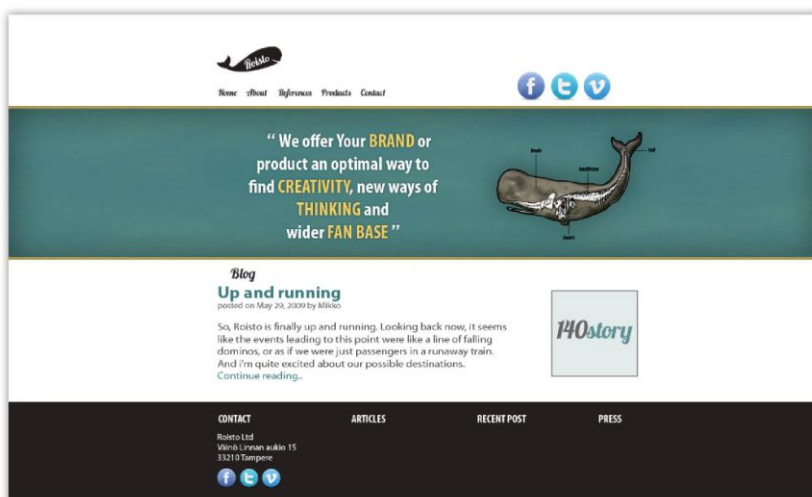 Roisto
Home About References Products Contact
“ We offer Your BRAND or
product an optimal way to
find CREATIVITY, new ways of
THINKING and
wider FAN BASE ”
Blog
Up and running
posted on May 29, 2009 by Mikko
So, Roisto is finally up and running. Looking back now, it seems
like the events leading to this point were like a line of falling
dominos, or as if we were just passengers in a runaway train.
And i'm quite excited about our possible destinations.
Continue reading..
140story
CONTACT ARTICLES RECENT POST PRESS
Roisto Ltd
Väinö Linnan aukio 15
33210 Tampere